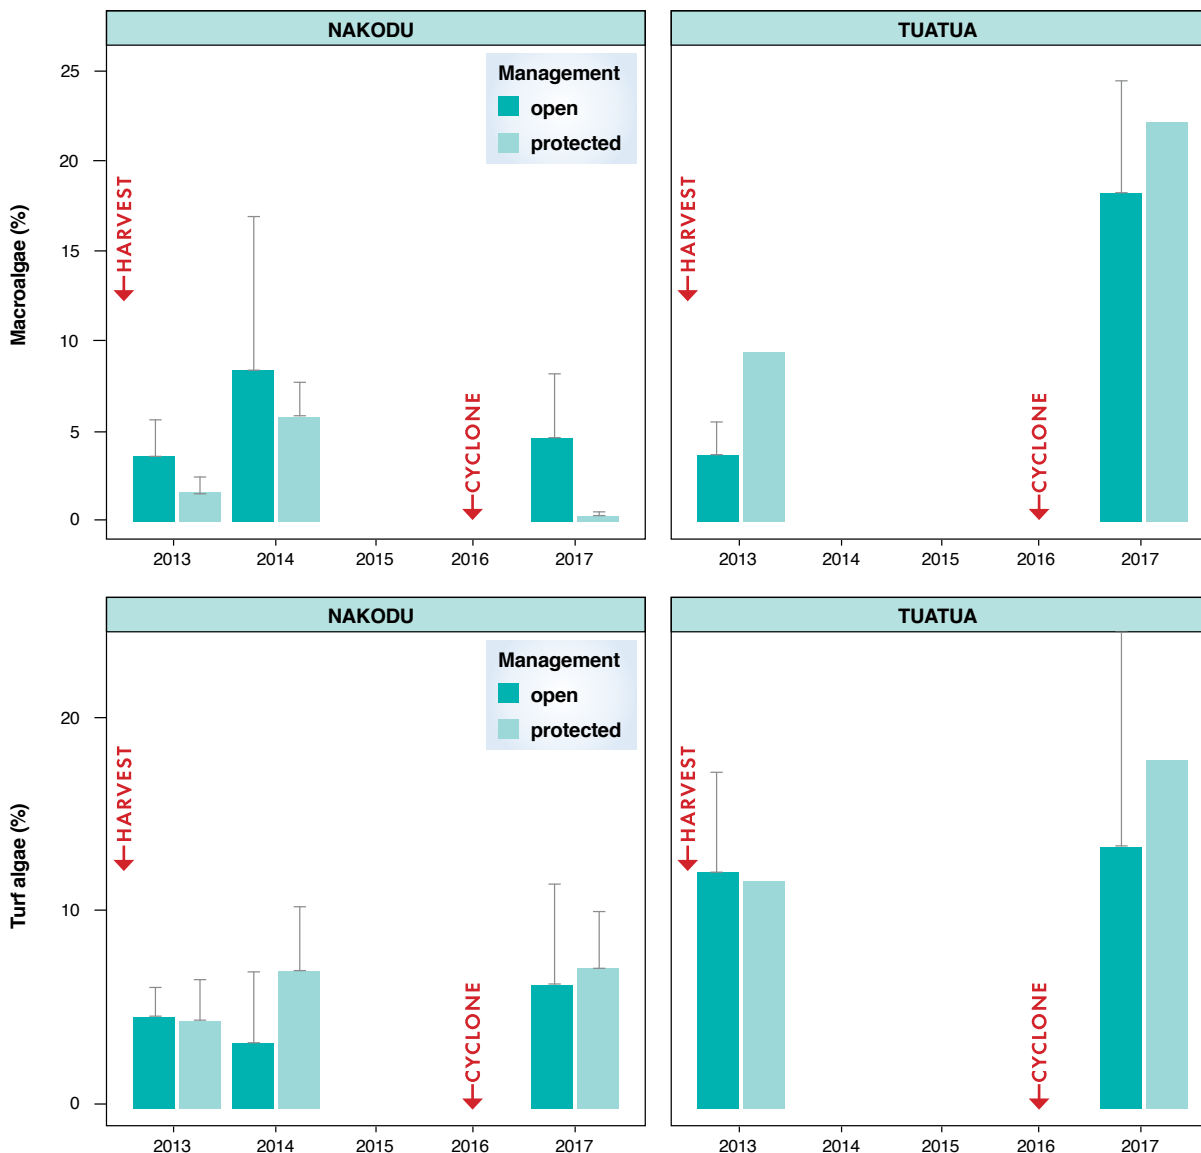 NAKODU
TUATUA
Management
open
protected
Macroalgae (%)
25
20
15
10
5
0
HARVEST
CYCLONE
HARVEST
CYCLONE
2013 2014 2015 2016 2017
2013 2014 2015 2016 2017
NAKODU
TUATUA
Management
open
protected
Turf algae (%)
20
10
0
HARVEST
CYCLONE
HARVEST
CYCLONE
2013 2014 2015 2016 2017
2013 2014 2015 2016 2017